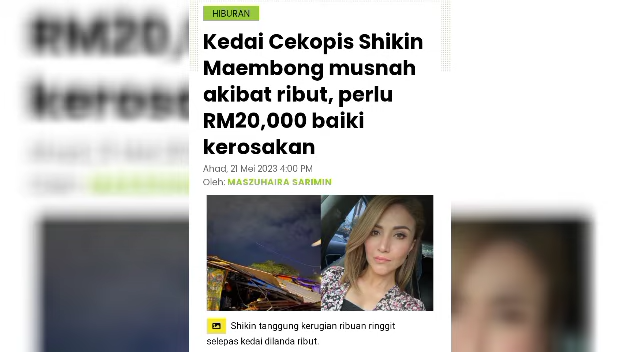 HIBURAN
Kedai Cekopis Shikin
Maembong musnah
akibat ribut, perlu
RM20,000 baiki
kerosakan
Ahad, 21 Mei 2023 4:00 PM
Oleh: MASZUHAIRA SARIMIN
Shikin tanggung kerugian ribuan ringgit
selepas kedai dilanda ribut.